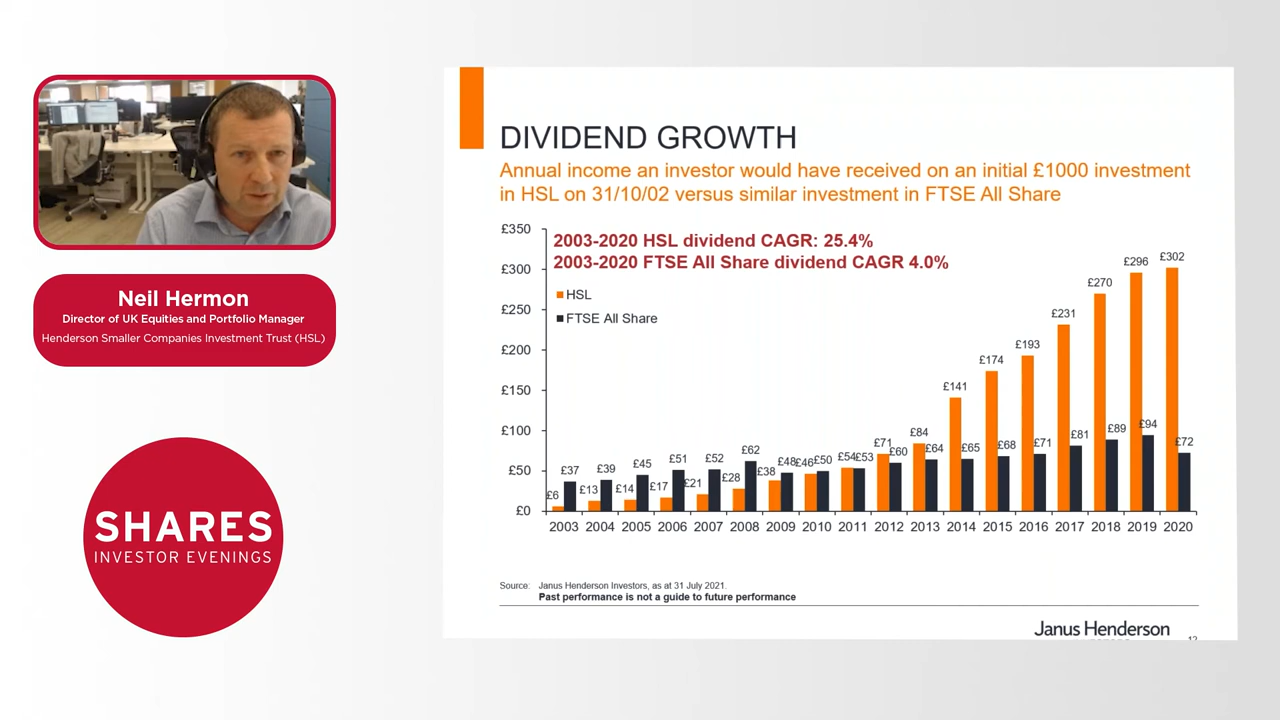 Neil Hermon
Director of UK Equities and Portfolio Manager
Henderson Smaller Companies Investment Trust (HSL)
SHARES
INVESTOR EVENINGS
DIVIDEND GROWTH
Annual income an investor would have received on an initial £1000 investment
in HSL on 31/10/02 versus similar investment in FTSE All Share
2003-2020 HSL dividend CAGR: 25.4%
2003-2020 FTSE All Share dividend CAGR 4.0%
HSL
FTSE All Share
£350
£300
£250
£200
£150
£100
£50
£0
£6 £37 £13 £39 £14 £45 £17 £51 £21 £52 £28 £62 £38 £48 £46 £50 £54 £53 £71 £60 £84 £64 £141 £65 £174 £68 £193 £71 £231 £81 £270 £89 £296 £94 £302 £72
2003 2004 2005 2006 2007 2008 2009 2010 2011 2012 2013 2014 2015 2016 2017 2018 2019 2020
Source: Janus Henderson Investors, as at 31 July 2021.
Past performance is not a guide to future performance
Janus Henderson